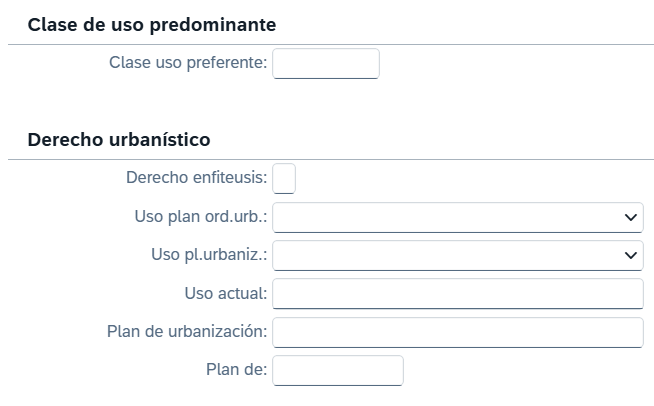 Clase de uso predominante
Clase uso preferente:
Derecho urbanístico
Derecho enfiteusis:
Uso plan ord.urb.:
Uso pl.urbaniz.:
Uso actual:
Plan de urbanización:
Plan de: